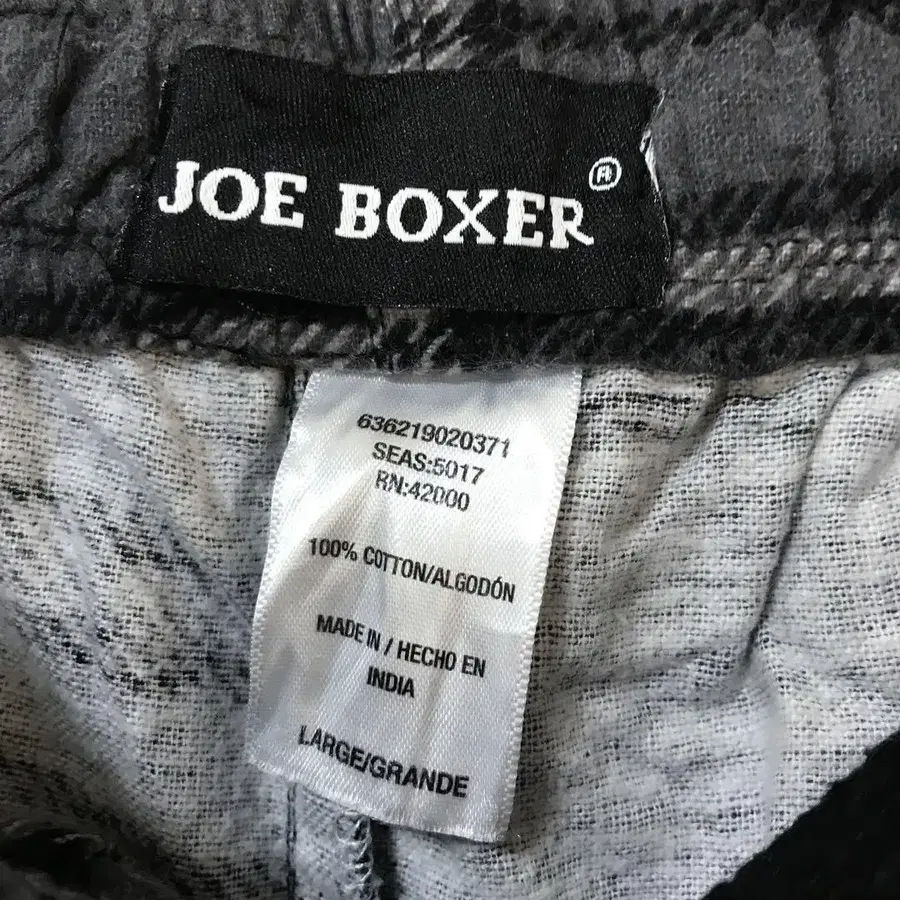 JOE BOXER®
636219020371
SEAS:5017
RN:42000
100% COTTON/ALGODÓN
MADE IN / HECHO EN
INDIA
LARGE/GRANDE